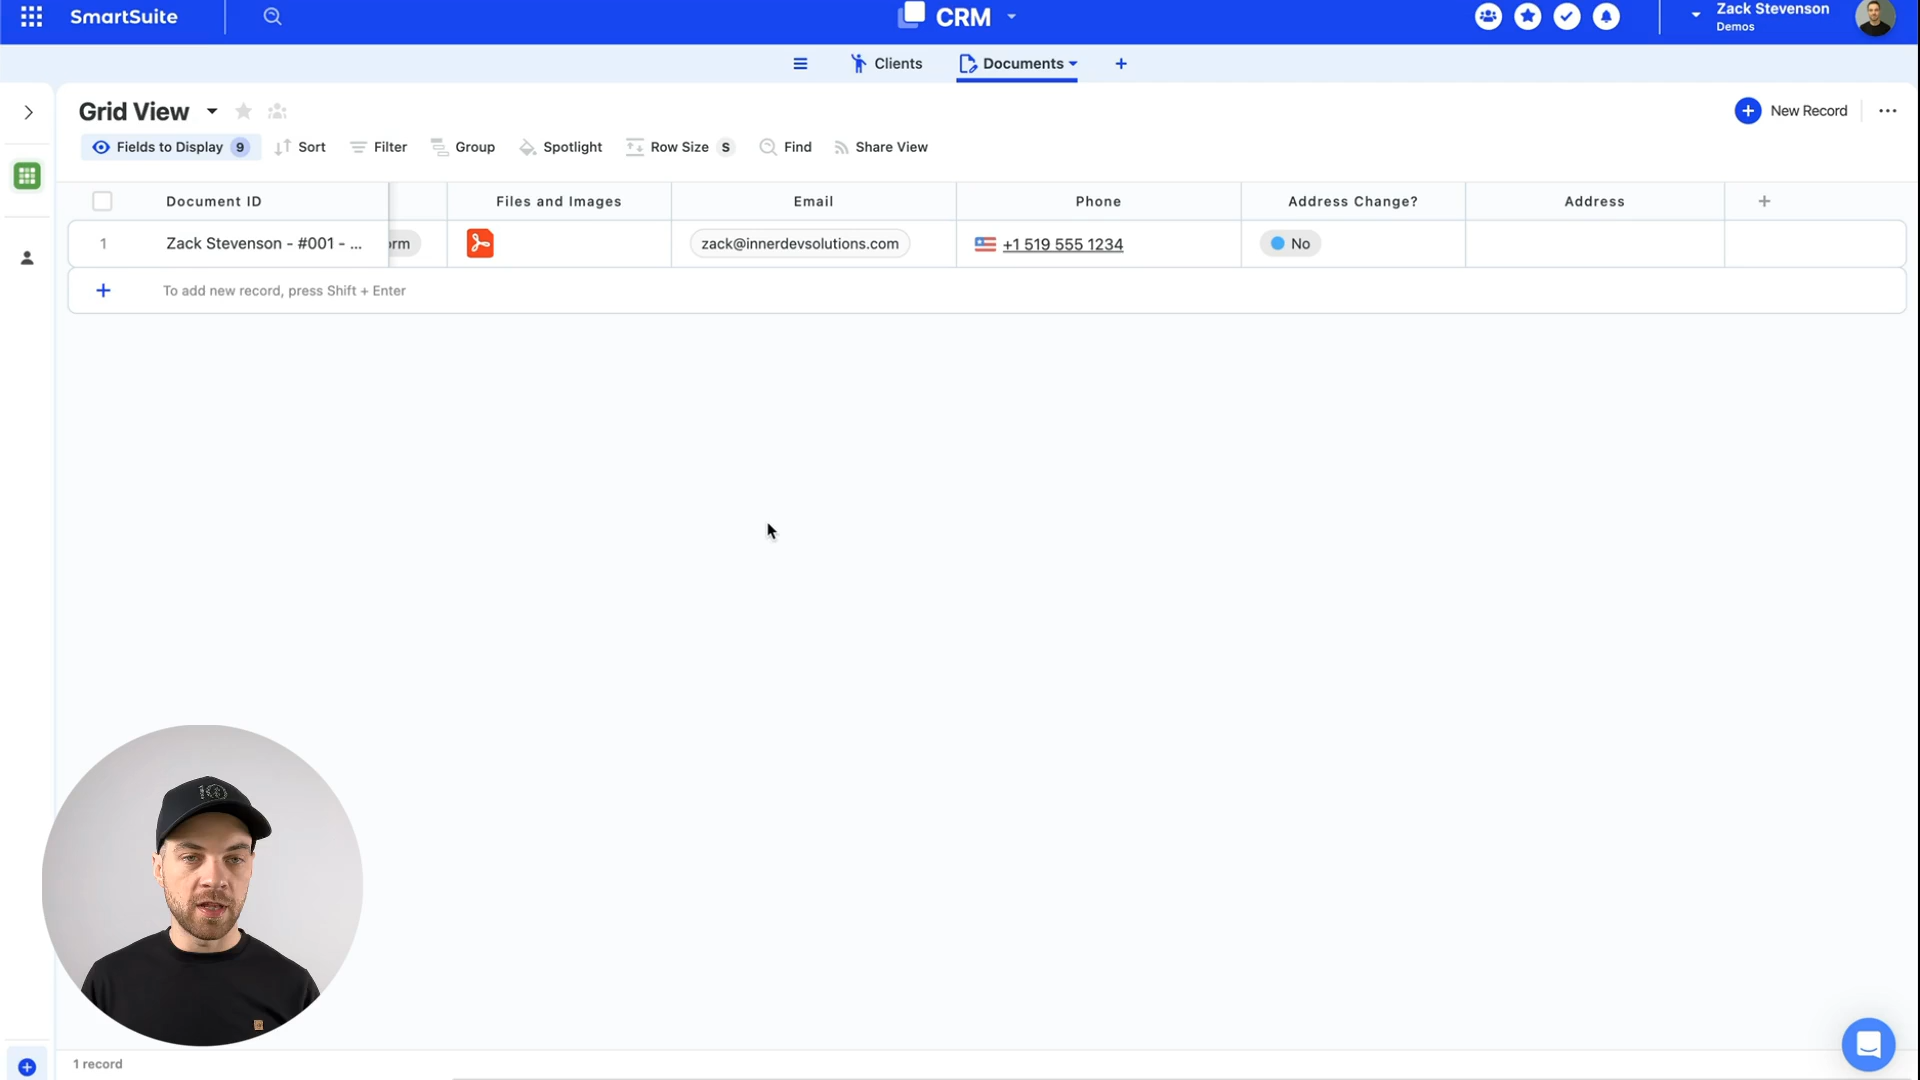 SmartSuite
CRM
Zack Stevenson
Demos
Clients
Documents
Grid View
New Record
Fields to Display 9
Sort
Filter
Group
Spotlight
Row Size S
Find
Share View
Document ID
Files and Images
Email
Phone
Address Change?
Address
1
Zack Stevenson - #001 - ...
orm
zack@innerdevsolutions.com
+1 519 555 1234
No
To add new record, press Shift + Enter
1 record